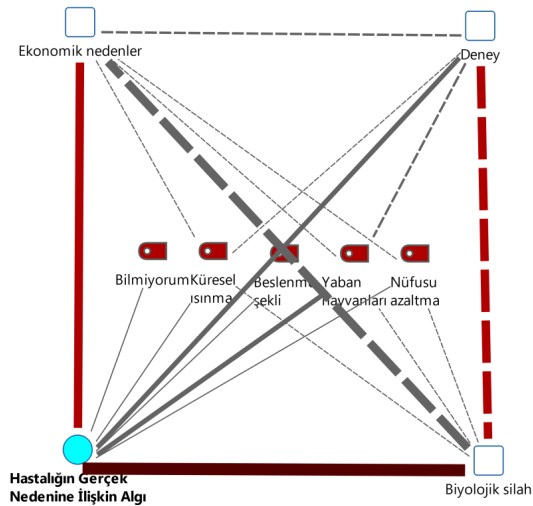 Ekonomik nedenler
Deney
Bilmiyorum
Küresel
ısınma
Beslenme
şekli
Yaban
hayvanları
Nüfusu
azaltma
Hastalığın Gerçek
Nedenine İlişkin Algı
Biyolojik silah